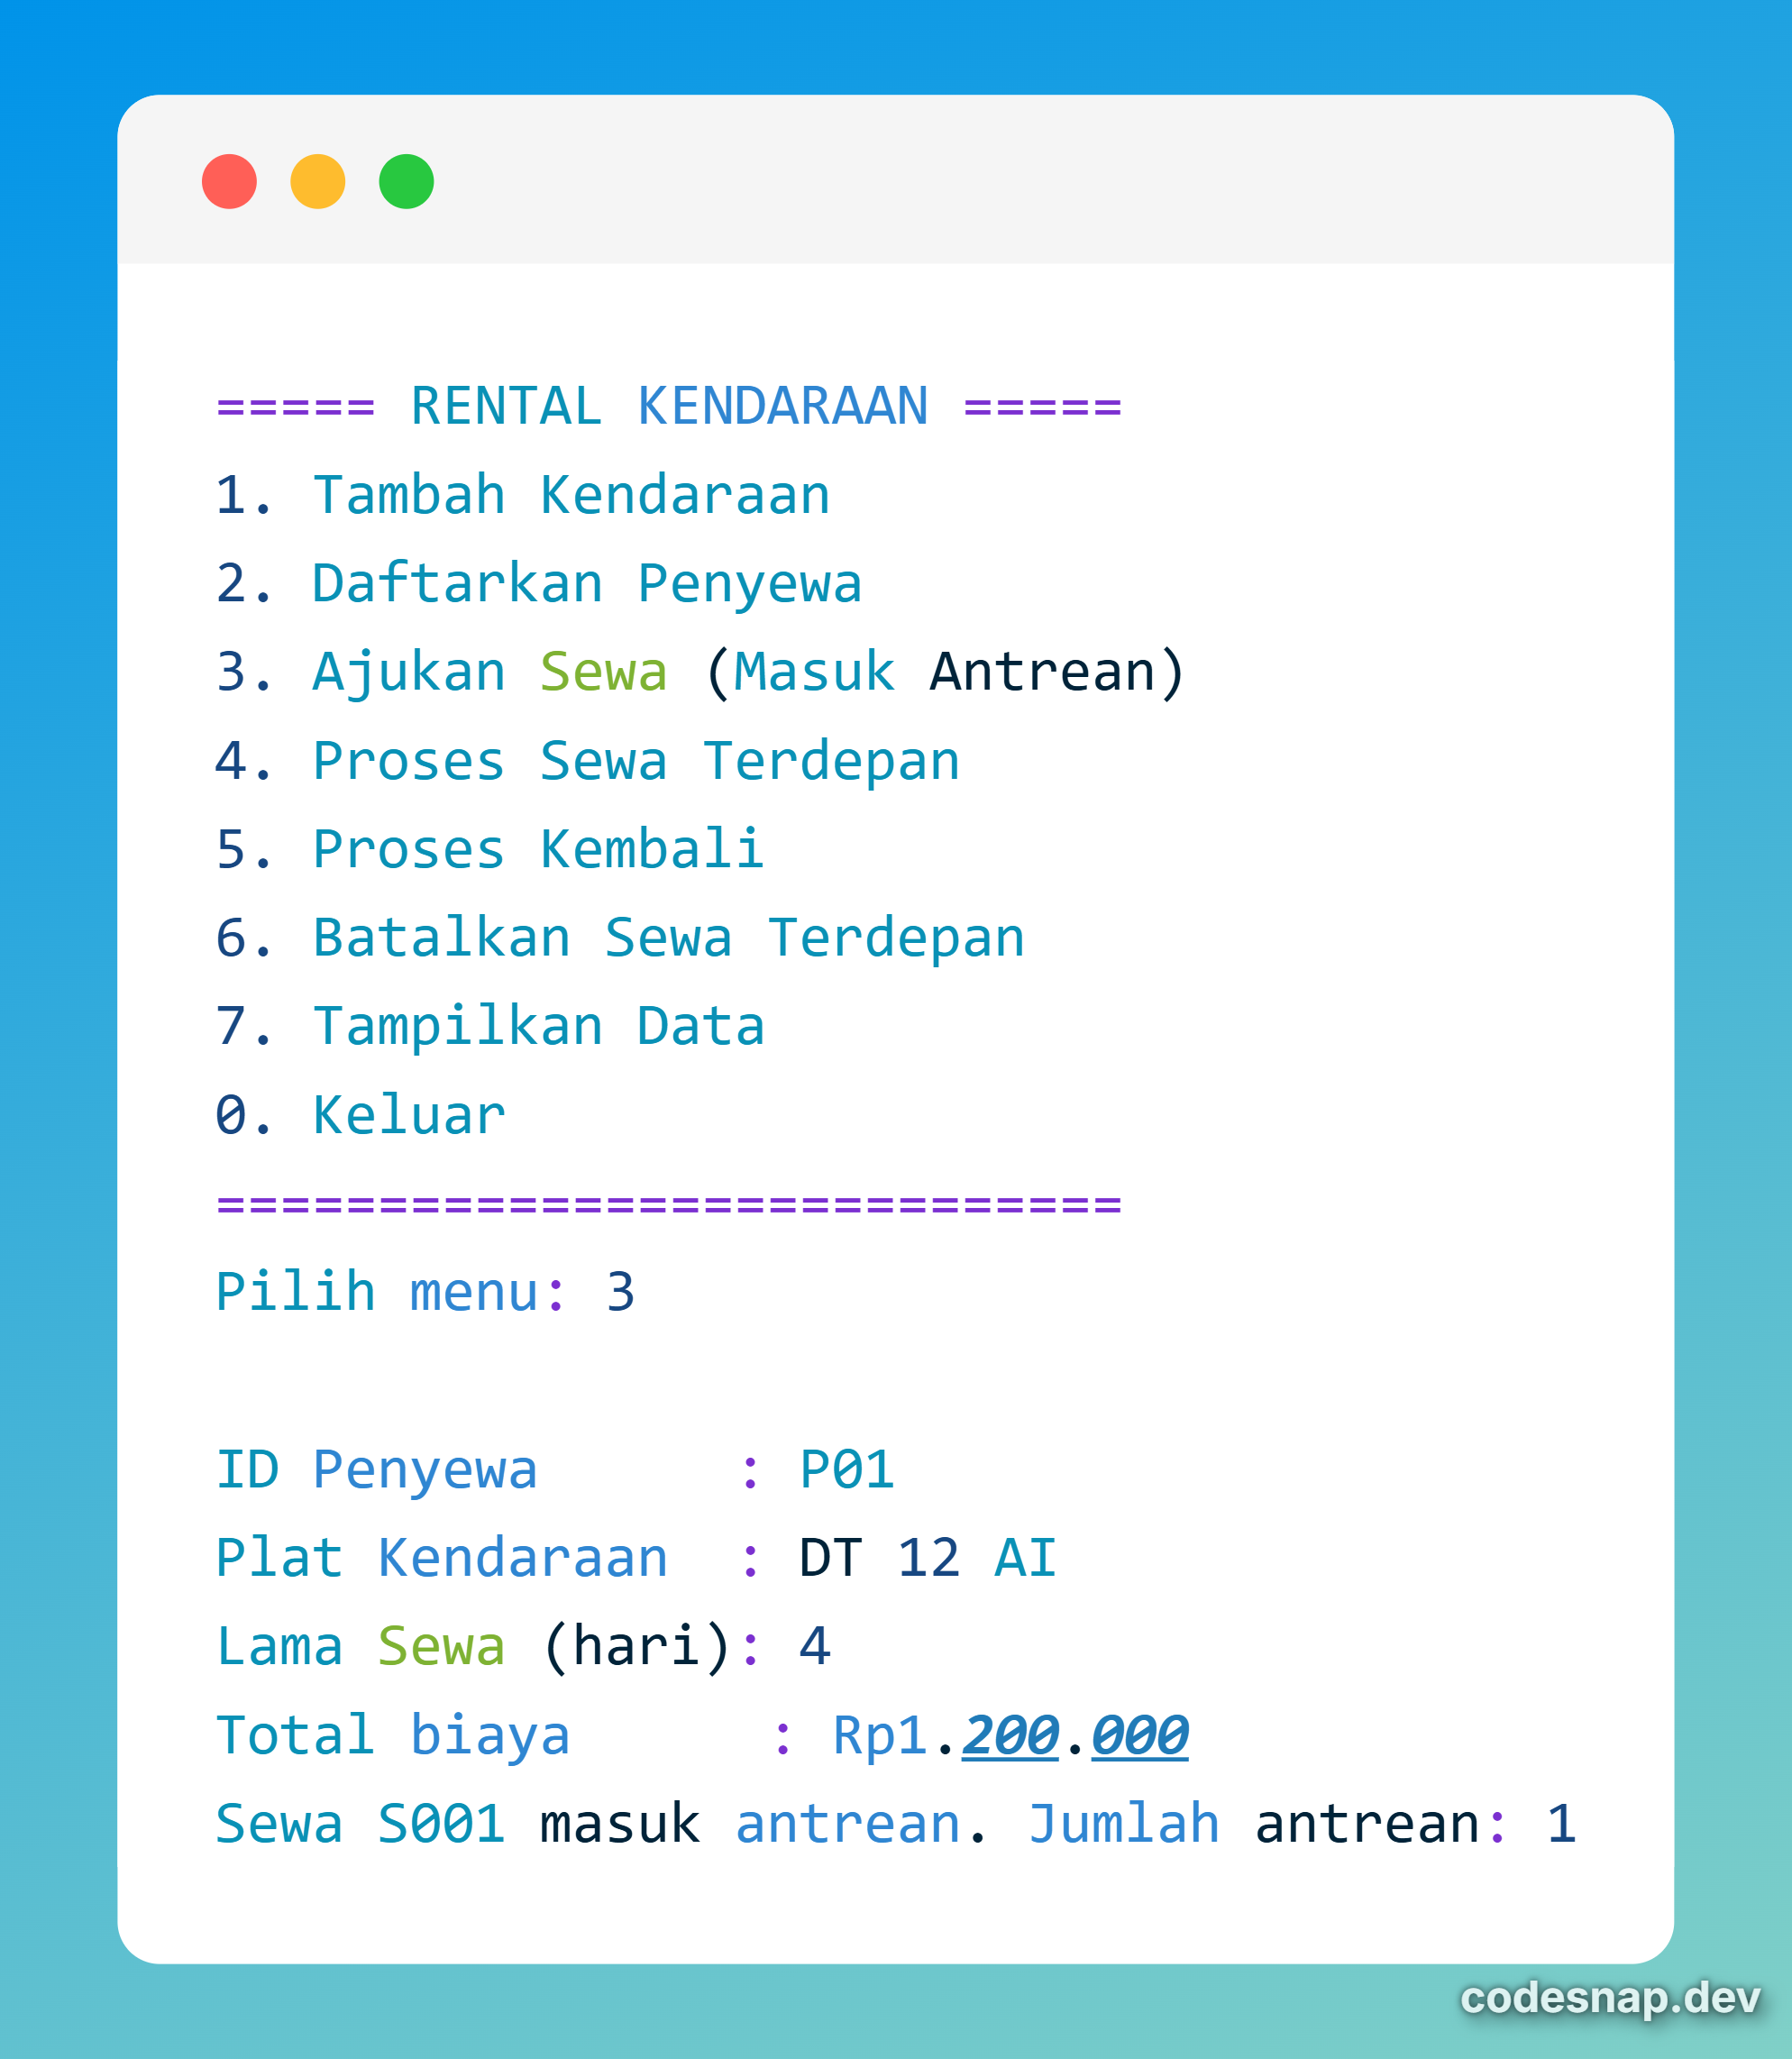 ===== RENTAL KENDARAAN =====
1. Tambah Kendaraan
2. Daftarkan Penyewa
3. Ajukan Sewa (Masuk Antrean)
4. Proses Sewa Terdepan
5. Proses Kembali
6. Batalkan Sewa Terdepan
7. Tampilkan Data
0. Keluar
============================
Pilih menu: 3
ID Penyewa      : P01
Plat Kendaraan  : DT 12 AI
Lama Sewa (hari): 4
Total biaya      : Rp1.200.000
Sewa S001 masuk antrean. Jumlah antrean: 1
codesnap.dev